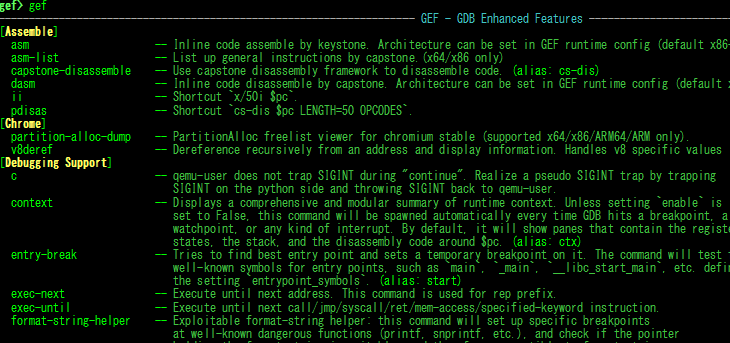 gef> gef
GEF - GDB Enhanced Features
[Assemble]
asm -- Inline code assemble by keystone. Architecture can be set in GEF runtime config (default x86-
asm-list -- List up general instructions by capstone.(x64/x86 only)
capstone-disassemble -- Use capstone disassembly framework to disassemble code. (alias: cs-dis)
dasm -- Inline code disassemble by capstone. Architecture can be set in GEF runtime config (default x
ii -- Shortcut `x/50i $pc`.
pdisas -- Shortcut `cs-dis $pc LENGTH=50 OPCODES`.
[Chrome]
partition-alloc-dump -- PartitionAlloc freelist viewer for chromium stable (supported x64/x86/ARM64/ARM only).
v8deref -- Dereference recursively from an address and display information. Handles v8 specific values
[Debugging Support]
c -- qemu-user does not trap SIGINT during "continue". Realize a pseudo SIGINT trap by trapping
SIGINT on the python side and throwing SIGINT back to qemu-user.
context -- Displays a comprehensive and modular summary of runtime context. Unless setting `enable` is
set to False, this command will be spawned automatically every time GDB hits a breakpoint, a
watchpoint, or any kind of interrupt. By default, it will show panes that contain the registe
states, the stack, and the disassembly code around $pc. (alias: ctx)
entry-break -- Tries to find best entry point and sets a temporary breakpoint on it. The command will test f
well-known symbols for entry points, such as `main`, `_main`, `__libc_start_main`, etc. defin
the setting `entrypoint_symbols`. (alias: start)
exec-next -- Execute until next address. This command is used for rep prefix.
exec-until -- Execute until next call/jmp/syscall/ret/mem-access/specified-keyword instruction.
format-string-helper -- Exploitable format-string helper: this command will set up specific breakpoints
at well-known dangerous functions (printf, snprintf, etc.), and check if the pointer